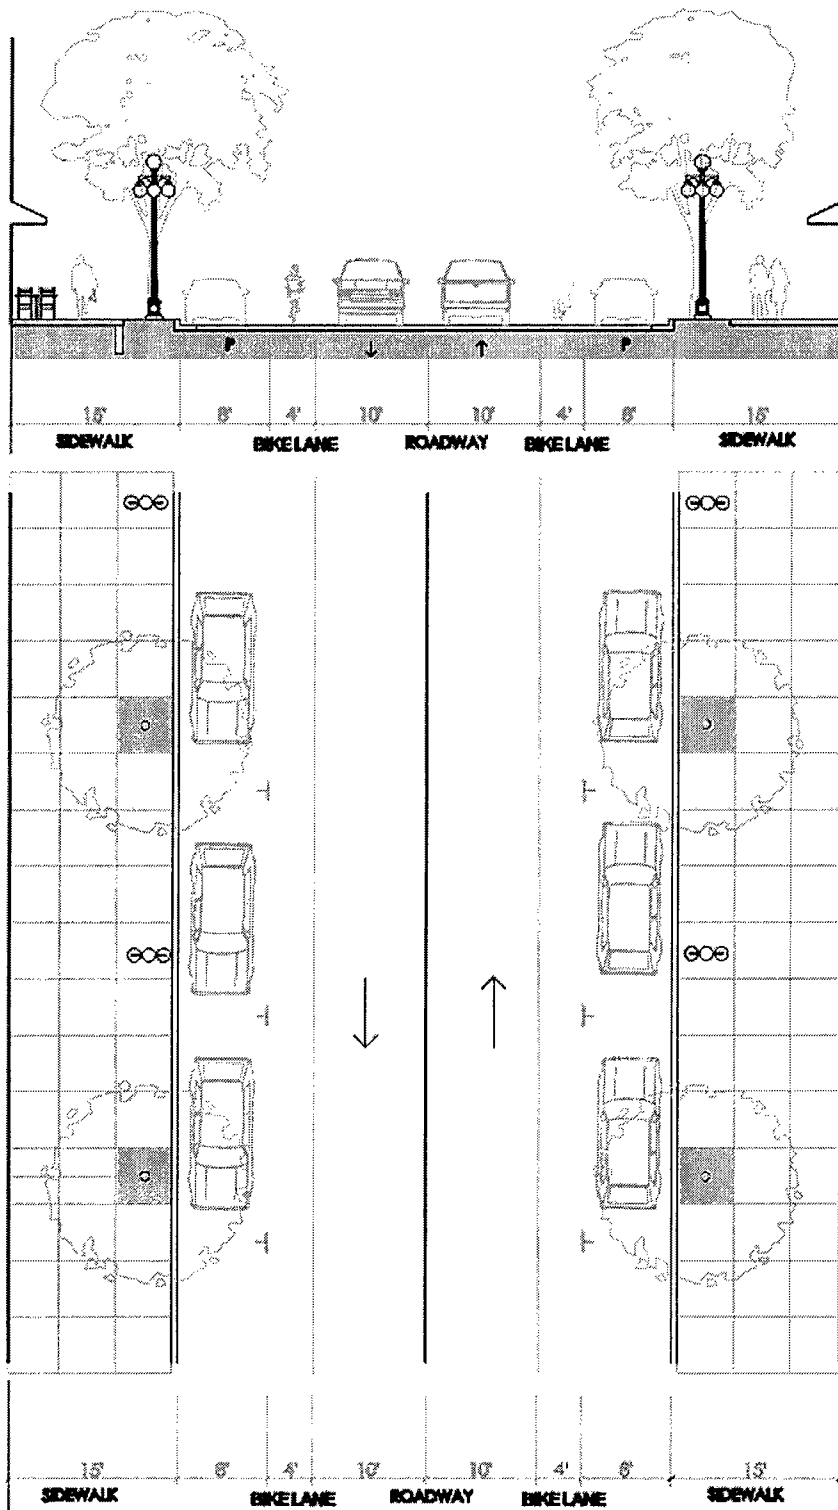 P P
15' 8' 4' 10' 10' 4' 8' 15'
SIDEWALK BIKE LANE ROADWAY BIKE LANE SIDEWALK
15' 8' 4' 10' 10' 4' 8' 15'
SIDEWALK BIKE LANE ROADWAY BIKE LANE SIDEWALK